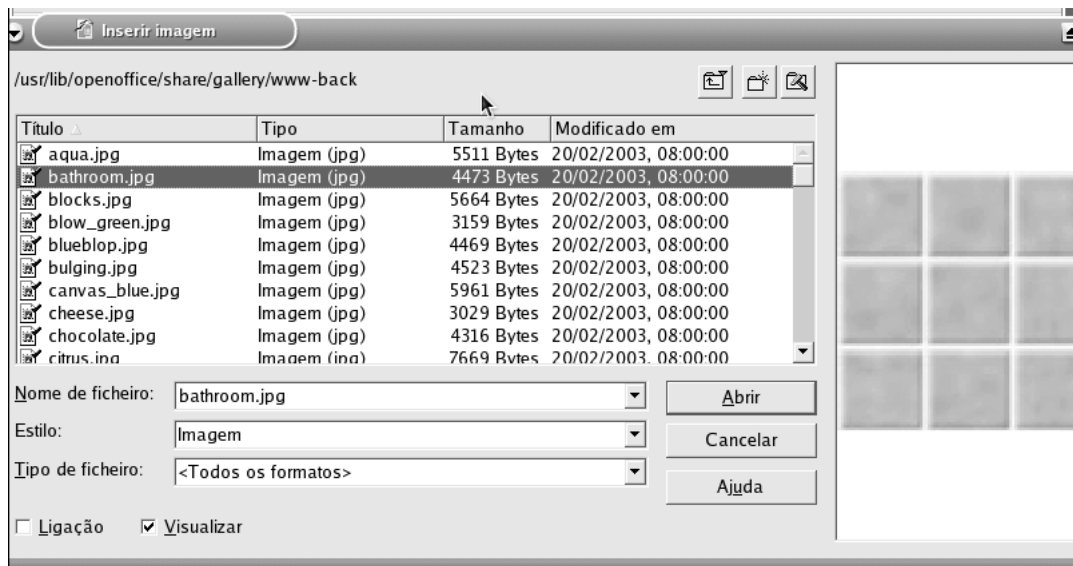 Inserir imagem
/usr/lib/openoffice/share/gallery/www-back
Título Tipo Tamanho Modificado em
aqua.jpg Imagem (jpg) 5511 Bytes 20/02/2003, 08:00:00
bathroom.jpg Imagem (jpg) 4473 Bytes 20/02/2003, 08:00:00
blocks.jpg Imagem (jpg) 5664 Bytes 20/02/2003, 08:00:00
blow_green.jpg Imagem (jpg) 3159 Bytes 20/02/2003, 08:00:00
blueblop.jpg Imagem (jpg) 4469 Bytes 20/02/2003, 08:00:00
bulging.jpg Imagem (jpg) 4523 Bytes 20/02/2003, 08:00:00
canvas_blue.jpg Imagem (jpg) 5961 Bytes 20/02/2003, 08:00:00
cheese.jpg Imagem (jpg) 3029 Bytes 20/02/2003, 08:00:00
chocolate.jpg Imagem (jpg) 4316 Bytes 20/02/2003, 08:00:00
citrus.jpg Imagem (jpg) 7669 Bytes 20/02/2003, 08:00:00
Nome de ficheiro: bathroom.jpg Abrir
Estilo: Imagem Cancelar
Tipo de ficheiro: <Todos os formatos> Ajuda
Ligação Visualizar